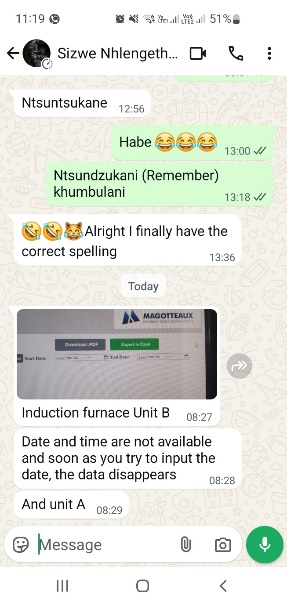 11:19
51%
Sizwe Nhlengeth...
Ntsuntsukane 12:56
Habe 😂😂😂 13:00
Ntsundzukani (Remember)
khumbulani 13:18
🤣🤣😹Alright I finally have the
correct spelling 13:36
Today
MAGOTTEAUX
Download .PDF Export to Excel
Start Date: End Date:
Induction furnace Unit B 08:27
Date and time are not available
and soon as you try to input the
date, the data disappears 08:28
And unit A 08:29
Message